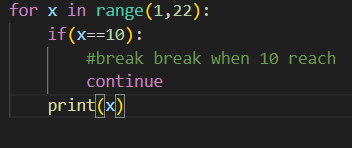 for x in range(1,22):
    if(x==10):
        #break break when 10 reach
        continue
    print(x)